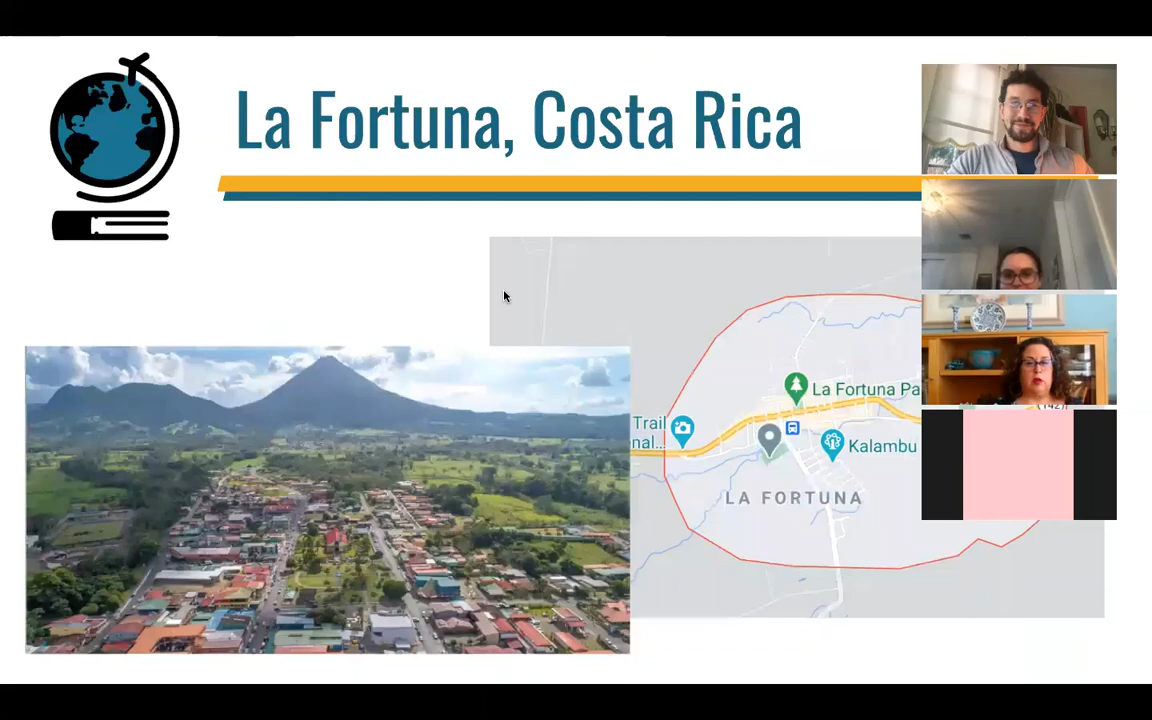 La Fortuna, Costa Rica
La Fortuna Pa
Trail
nal...
Kalambu
LA FORTUNA